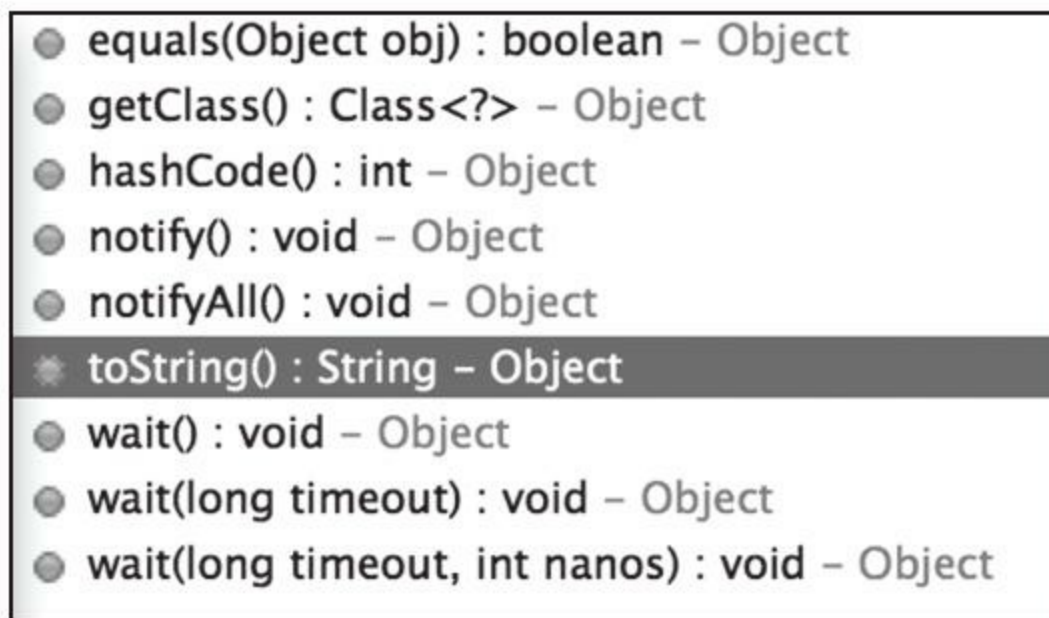 equals(Object obj) : boolean – Object
getClass() : Class<?> – Object
hashCode() : int – Object
notify() : void – Object
notifyAll() : void – Object
toString() : String – Object
wait() : void – Object
wait(long timeout) : void – Object
wait(long timeout, int nanos) : void – Object